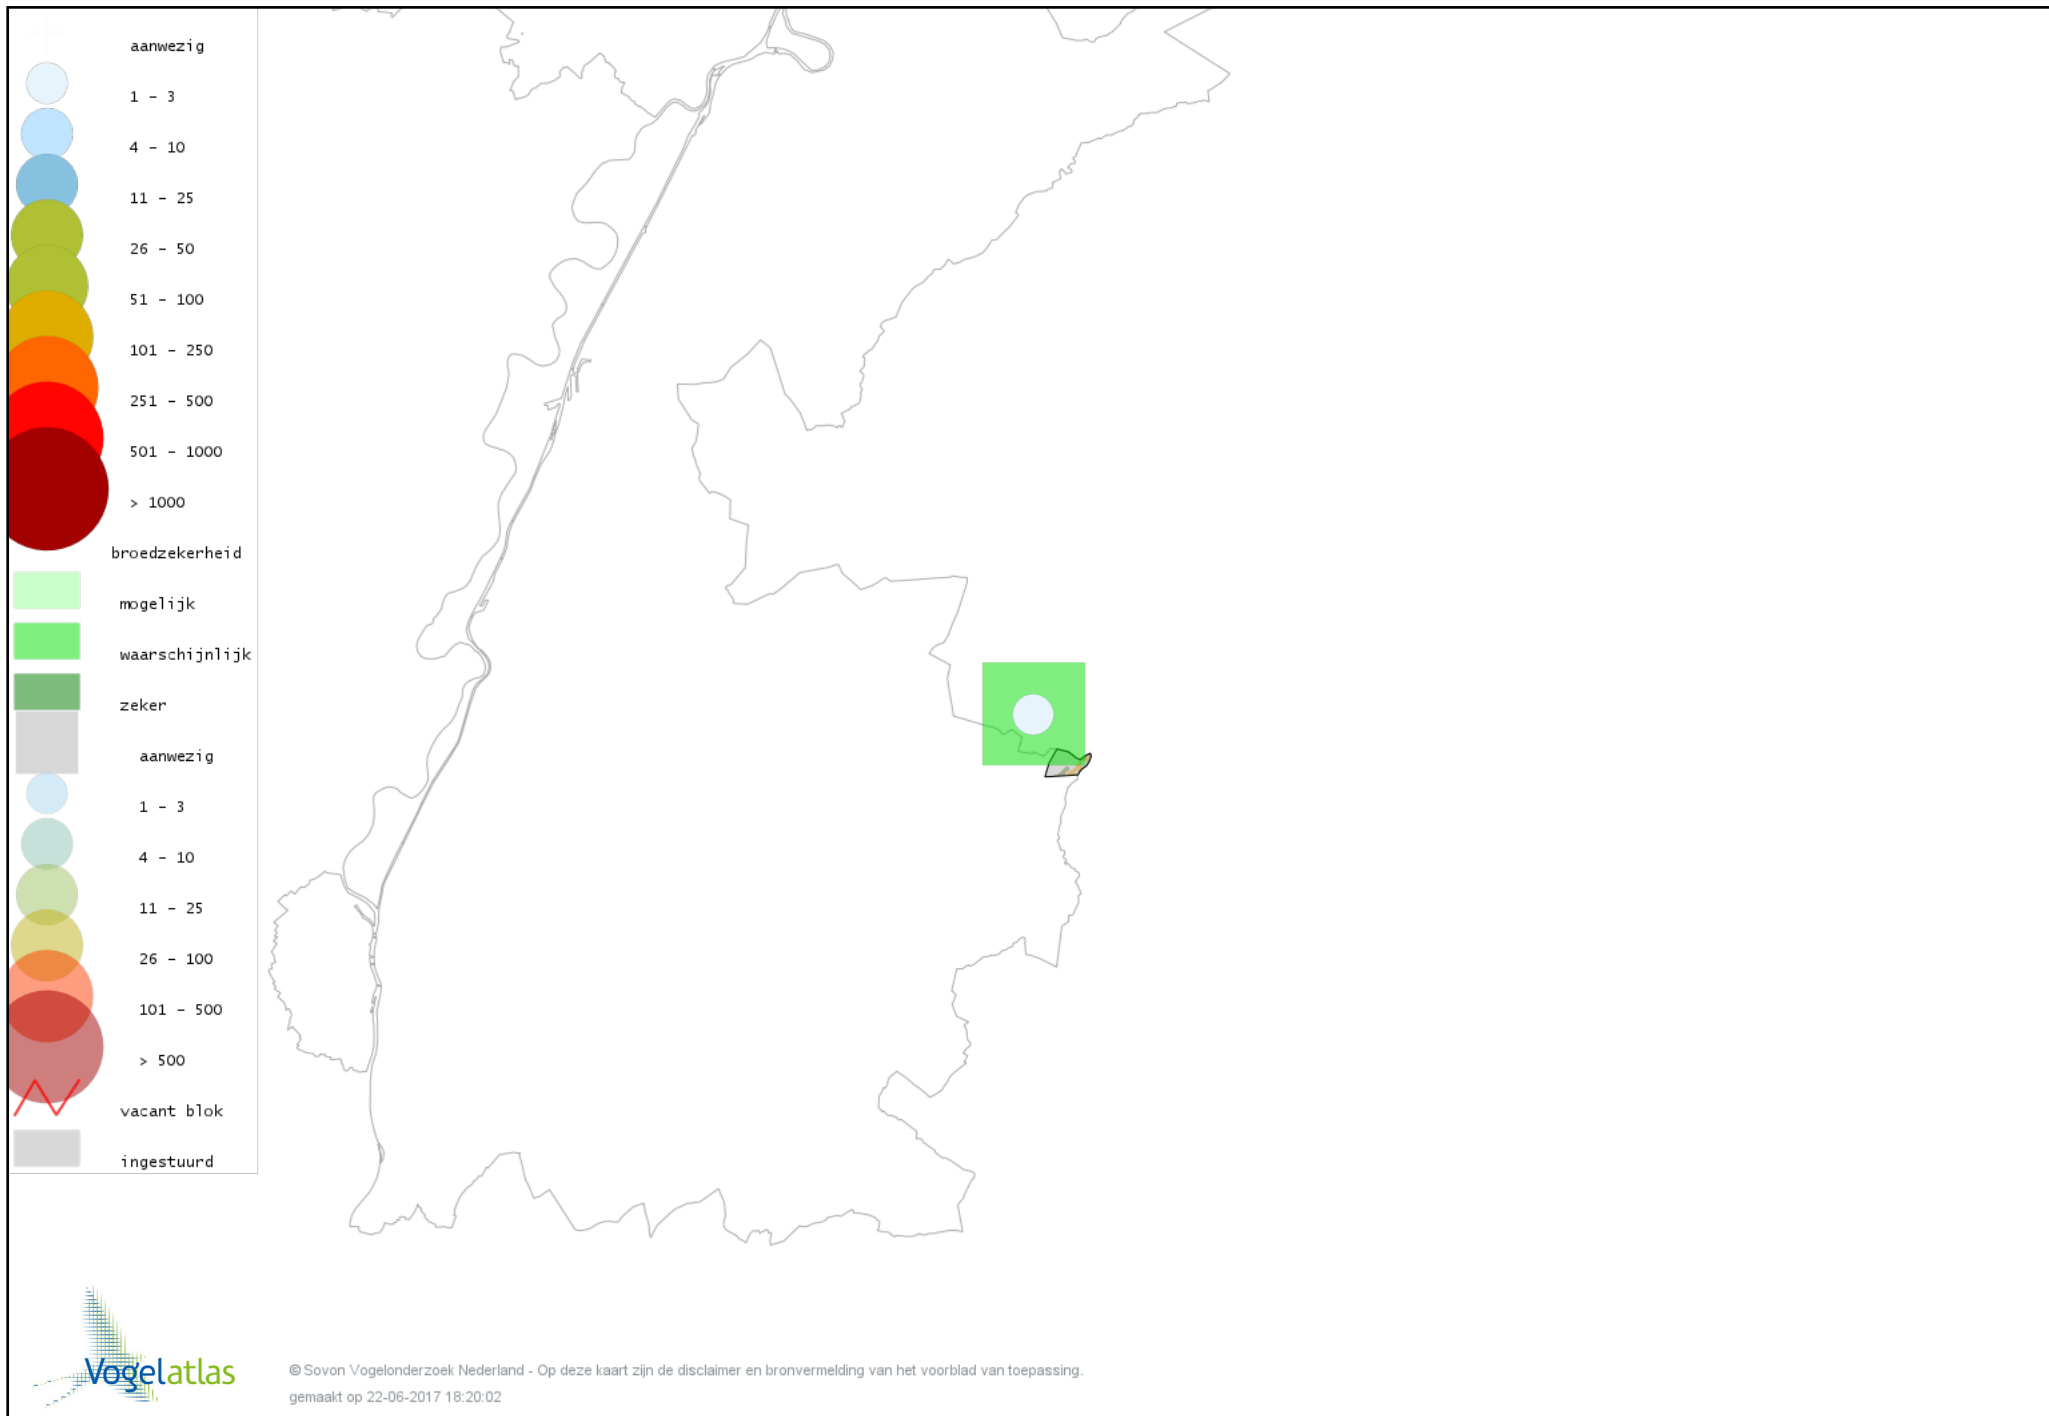 aanwezig
1 - 3
4 - 10
11 - 25
26 - 50
51 - 100
101 - 250
251 - 500
501 - 1000
> 1000
broedzekerheid
mogelijk
waarschijnlijk
zeker
aanwezig
1 - 3
4 - 10
11 - 25
26 - 100
101 - 500
> 500
vacant blok
ingestuurd
Vogelatlas
© Sovon Vogelonderzoek Nederland - Op deze kaart zijn de disclaimer en bronvermelding van het voorblad van toepassing.
gemaakt op 22-06-2017 18:20:02